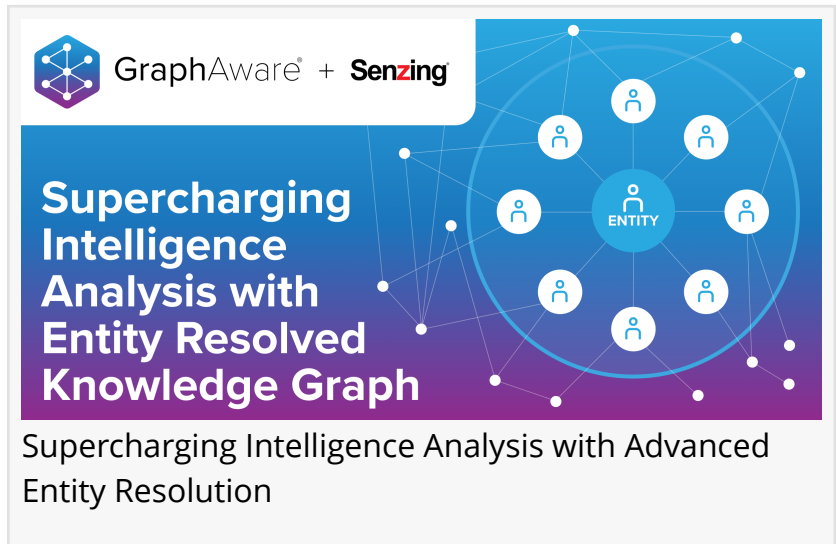 GraphAware® + Senzing
Supercharging
Intelligence
Analysis with
Entity Resolved
Knowledge Graph
ENTITY
Supercharging Intelligence Analysis with Advanced
Entity Resolution